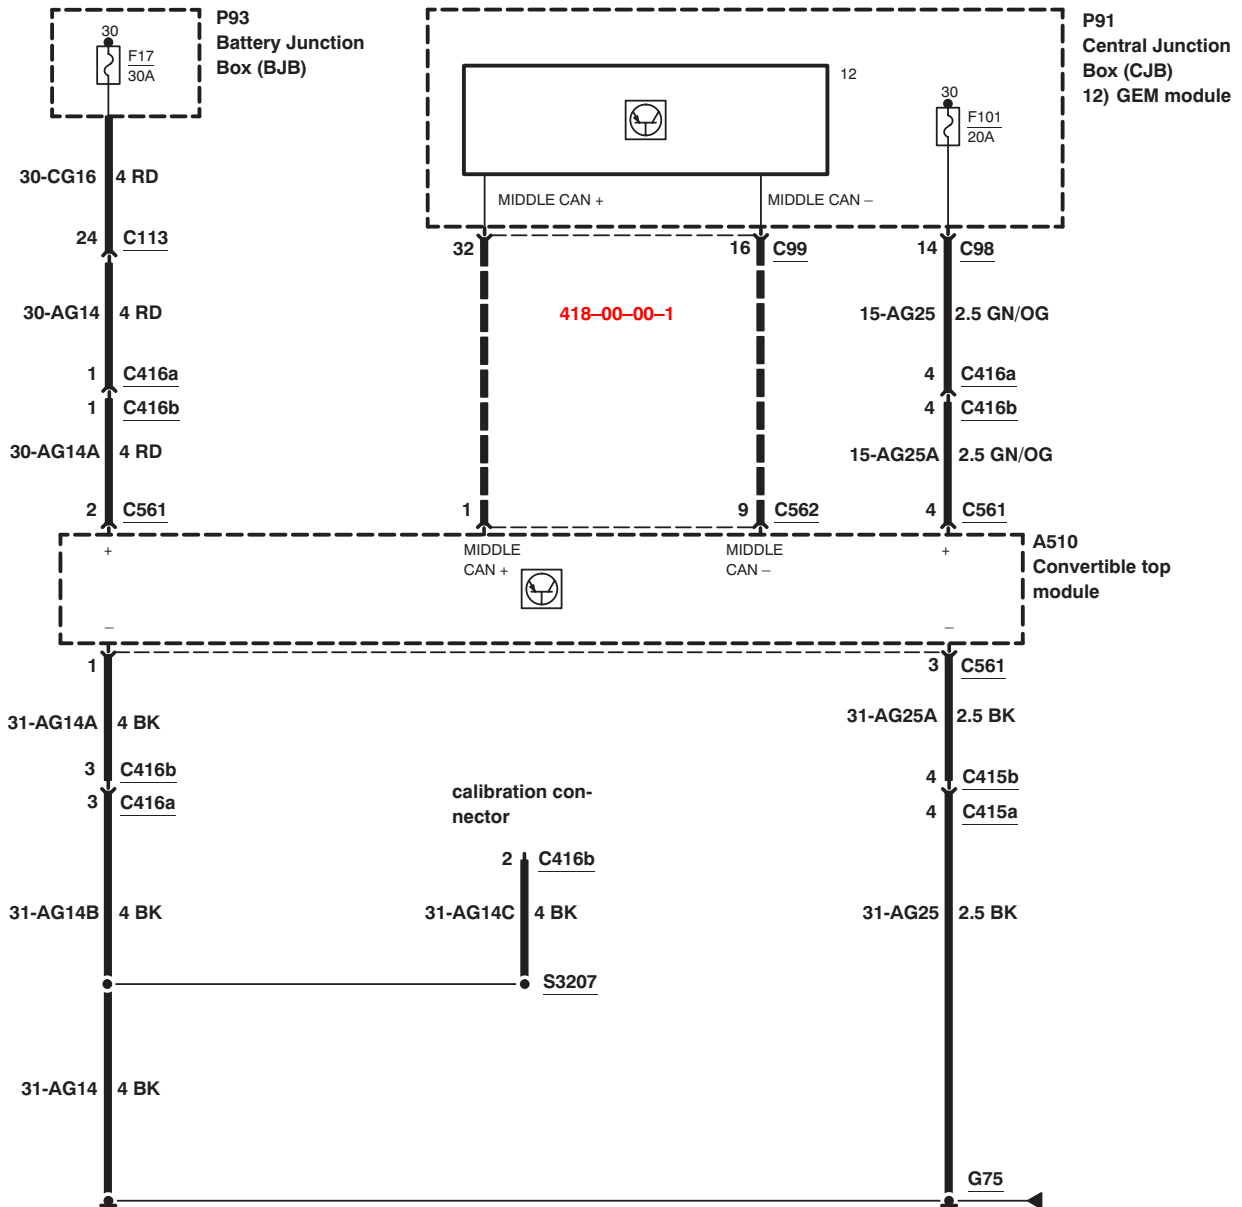 P93
Battery Junction
Box (BJB)
30
F17
30A
P91
Central Junction
Box (CJB)
12) GEM module
12
30
F101
20A
MIDDLE CAN +
MIDDLE CAN –
30-CG16 4 RD
24 C113
32
16 C99
14 C98
30-AG14 4 RD
418–00–00–1
15-AG25 2.5 GN/OG
1 C416a
4 C416a
1 C416b
4 C416b
30-AG14A 4 RD
15-AG25A 2.5 GN/OG
2 C561
1
9 C562
4 C561
+
MIDDLE
CAN +
MIDDLE
CAN –
+
A510
Convertible top
module
–
–
1
3 C561
31-AG14A 4 BK
31-AG25A 2.5 BK
3 C416b
4 C415b
3 C416a
4 C415a
calibration con-
nector
2 C416b
31-AG14B 4 BK
31-AG14C 4 BK
31-AG25 2.5 BK
S3207
31-AG14 4 BK
G75